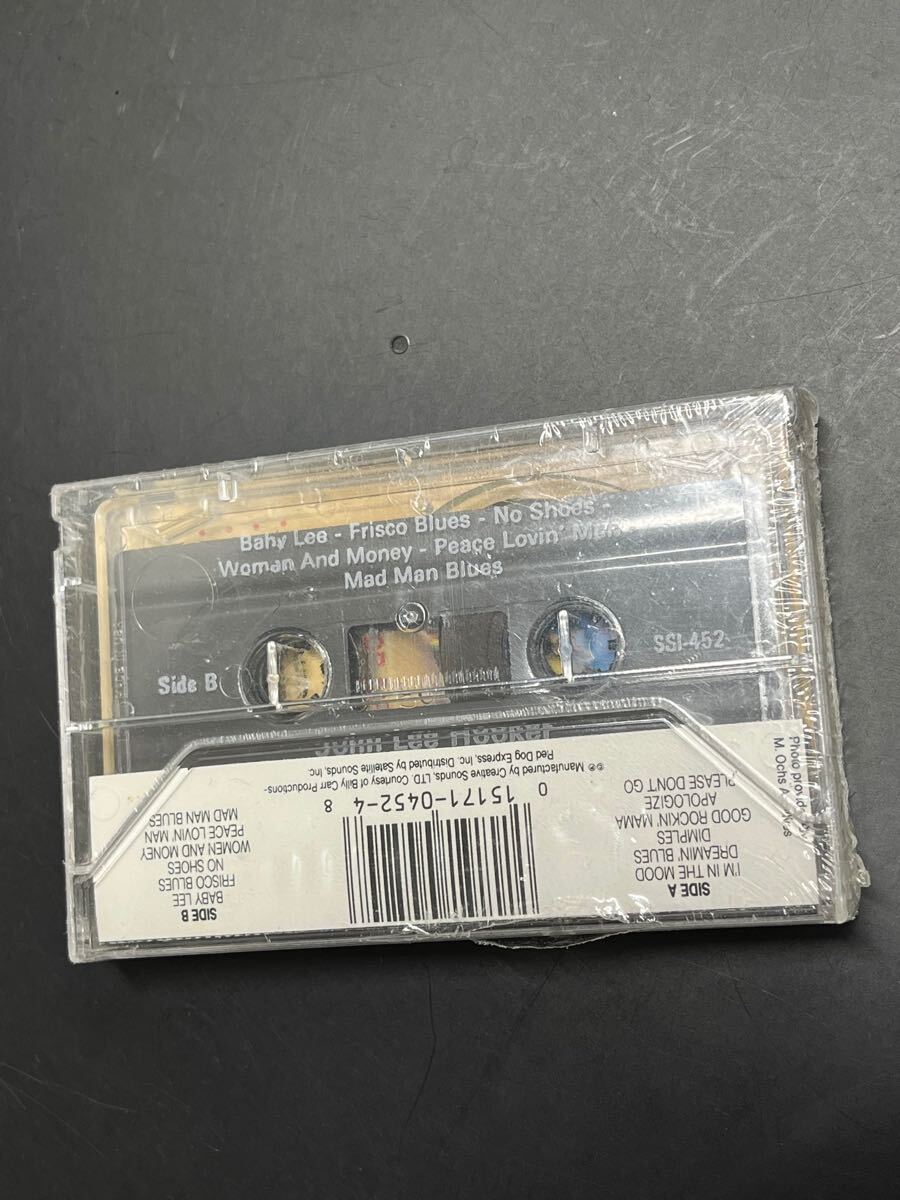 Baby Lee - Frisco Blues - No Shoes -
Woman And Money - Peace Lovin' Man
Mad Man Blues
Side B
SSI-452
John Lee Hooker
SIDE A
I'M IN THE MOOD
DREAMIN' BLUES
DIMPLES
GOOD ROCKIN MAMA
APOLOGIZE
PLEASE DON'T GO
0 15171-0452-4 8
SIDE B
BABY LEE
FRISCO BLUES
NO SHOES
WOMEN AND MONEY
PEACE LOVIN' MAN
MAD MAN BLUES
©℗ Manufactured by Creative Sounds, LTD. Courtesy of Billy Carr Productions-
Red Dog Express, Inc. Distributed by Satellite Sounds, Inc.
Photo
M. Ochs